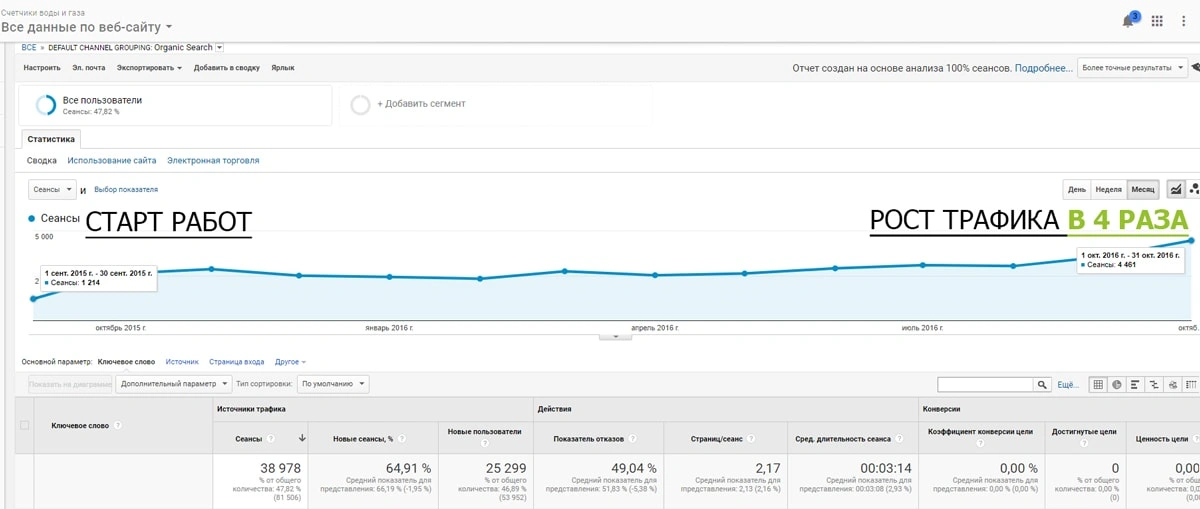 Счетчики воды и газа
Все данные по веб-сайту
3
ВСЕ » DEFAULT CHANNEL GROUPING: Organic Search
Настроить Эл. почта Экспортировать Добавить в сводку Ярлык
Отчет создан на основе анализа 100% сеансов. Подробнее... Более точные результаты
Все пользователи
Сеансы: 47,82 %
+ Добавить сегмент
Статистика
Сводка Использование сайта Электронная торговля
Сеансы и Выбор показателя
День Неделя Месяц
Сеансы СТАРТ РАБОТ
РОСТ ТРАФИКА В 4 РАЗА
5 000
1 сент. 2015 г. - 30 сент. 2015 г.
Сеансы: 1 214
1 окт. 2016 г. - 31 окт. 2016 г.
Сеансы: 4 461
октябрь 2015 г. январь 2016 г. апрель 2016 г. июль 2016 г.
Основной параметр: Ключевое слово Источник Страница входа Другое
Показать на диаграмме Дополнительный параметр Тип сортировки: По умолчанию Ещё...
Ключевое слово ?
Источники трафика Действия Конверсии
Сеансы ? Новые сеансы, % ? Новые пользователи ? Показатель отказов ? Страниц/сеанс ? Сред. длительность сеанса ? Коэффициент конверсии цели ? Достигнутые цели ? Ценность цели ?
38 978 64,91 % 25 299 49,04 % 2,17 00:03:14 0,00 % 0
% от общего количества: 47,82 % (81 506)
Средний показатель для представления: 66,19 % (-1,95 %)
% от общего количества: 46,89 % (53 952)
Средний показатель для представления: 51,83 % (-5,38 %)
Средний показатель для представления: 2,13 (2,16 %)
Средний показатель для представления: 00:03:08 (2,93 %)
Средний показатель для представления: 0,00 % (0,00 %)
% от общего количества: 0,00 % (0)